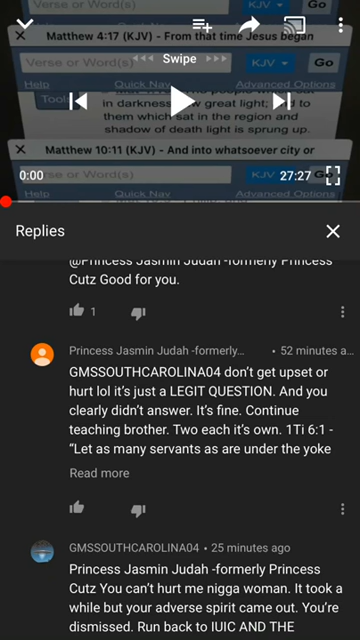 Verse or Word(s) KJV Go
Matthew 4:17 (KJV) - From that time Jesus began
Swipe
Verse or Word(s) KJV Go
Help Quick Nav Advanced Options
Tools
in darkness saw great light; and to
them which sat in the region and
shadow of death light is sprung up.
Matthew 10:11 (KJV) - And into whatsoever city or
Verse or Word(s) KJV Go
0:00 27:27
Help Quick Nav Advanced Options
Replies
@Princess Jasmin Judah -formerly Princess
Cutz Good for you.
1
Princess Jasmin Judah -formerly... • 52 minutes a...
GMSSOUTHCAROLINA04 don’t get upset or
hurt lol it’s just a LEGIT QUESTION. And you
clearly didn’t answer. It’s fine. Continue
teaching brother. Two each it’s own. 1Ti 6:1 -
“Let as many servants as are under the yoke
Read more
GMSSOUTHCAROLINA04 • 25 minutes ago
Princess Jasmin Judah -formerly Princess
Cutz You can’t hurt me nigga woman. It took a
while but your adverse spirit came out. You’re
dismissed. Run back to IUIC AND THE